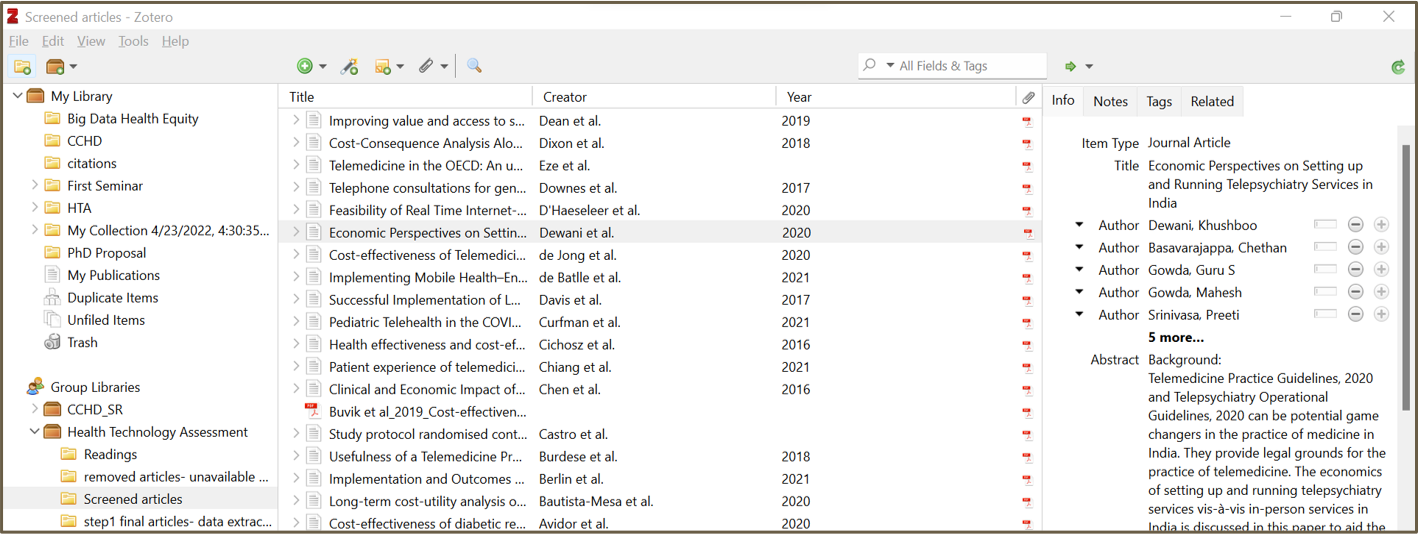 Screened articles - Zotero
File Edit View Tools Help
All Fields & Tags
My Library
Big Data Health Equity
CCHD
citations
First Seminar
HTA
My Collection 4/23/2022, 4:30:35...
PhD Proposal
My Publications
Duplicate Items
Unfiled Items
Trash
Group Libraries
CCHD_SR
Health Technology Assessment
Readings
removed articles- unavailable ...
Screened articles
step1 final articles- data extrac...
Title Creator Year
Improving value and access to s... Dean et al. 2019
Cost-Consequence Analysis Alo... Dixon et al. 2018
Telemedicine in the OECD: An u... Eze et al.
Telephone consultations for gen... Downes et al. 2017
Feasibility of Real Time Internet-... D'Haeseleer et al. 2020
Economic Perspectives on Settin... Dewani et al. 2020
Cost-effectiveness of Telemedici... de Jong et al. 2020
Implementing Mobile Health–En... de Batlle et al. 2021
Successful Implementation of L... Davis et al. 2017
Pediatric Telehealth in the COVI... Curfman et al. 2021
Health effectiveness and cost-ef... Cichosz et al. 2016
Patient experience of telemedici... Chiang et al. 2021
Clinical and Economic Impact of... Chen et al. 2016
Buvik et al_2019_Cost-effectiven...
Study protocol randomised cont... Castro et al.
Usefulness of a Telemedicine Pr... Burdese et al. 2018
Implementation and Outcomes ... Berlin et al. 2021
Long-term cost-utility analysis o... Bautista-Mesa et al. 2020
Cost-effectiveness of diabetic re... Avidor et al. 2020
Info Notes Tags Related
Item Type Journal Article
Title Economic Perspectives on Setting up
and Running Telepsychiatry Services in
India
Author Dewani, Khushboo
Author Basavarajappa, Chethan
Author Gowda, Guru S
Author Gowda, Mahesh
Author Srinivasa, Preeti
5 more...
Abstract Background:
Telemedicine Practice Guidelines, 2020
and Telepsychiatry Operational
Guidelines, 2020 can be potential game
changers in the practice of medicine in
India. They provide legal grounds for the
practice of telemedicine. The economics
of setting up and running telepsychiatry
services vis-à-vis in-person services in
India is discussed in this paper to aid the